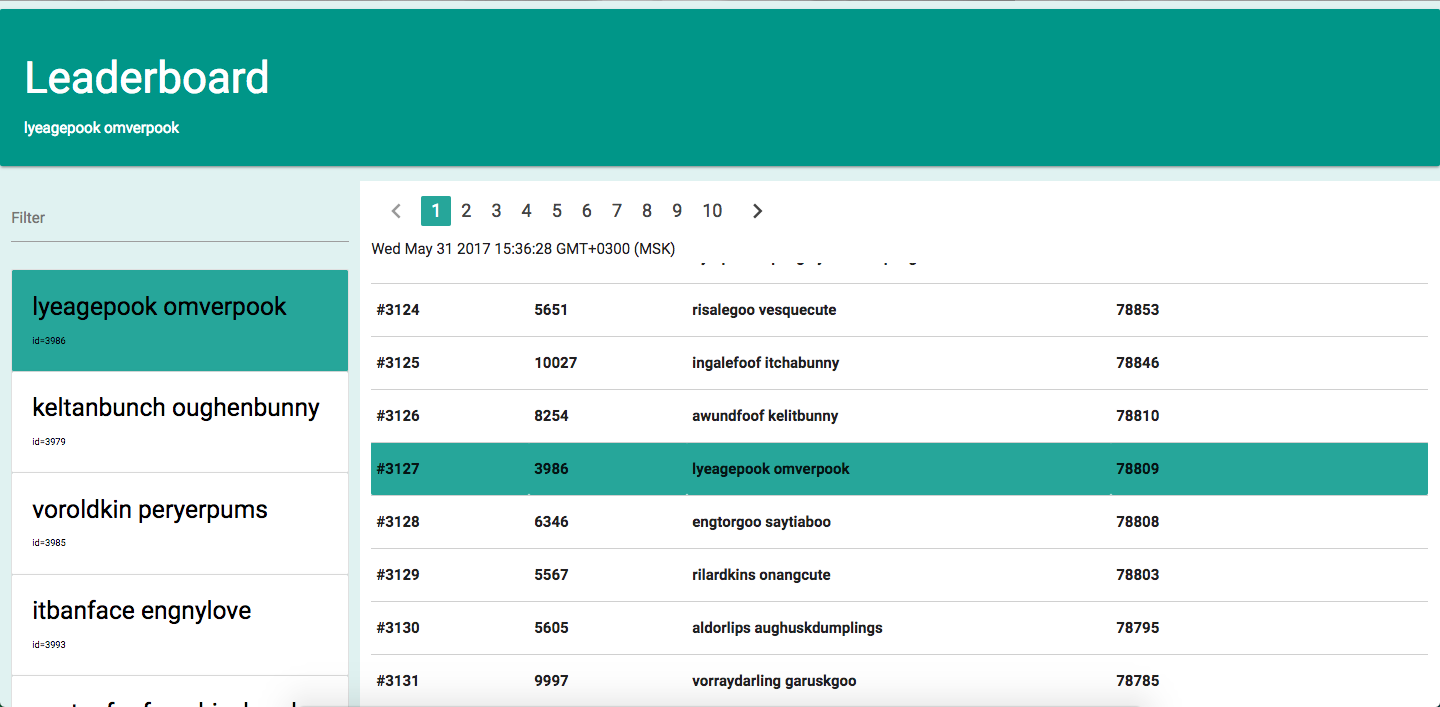 Leaderboard
lyeagepook omverpook
Filter
lyeagepook omverpook
id=3986
keltanbunch oughenbunny
id=3979
voroldkin peryerpums
id=3985
itbanface engnylove
id=3993
1 2 3 4 5 6 7 8 9 10
Wed May 31 2017 15:36:28 GMT+0300 (MSK)
#3124 5651 risalegoo vesquecute 78853
#3125 10027 ingalefoof itchabunny 78846
#3126 8254 awundfoof kelitbunny 78810
#3127 3986 lyeagepook omverpook 78809
#3128 6346 engtorgoo saytiaboo 78808
#3129 5567 rilardkins onangcute 78803
#3130 5605 aldorlips aughuskdumplings 78795
#3131 9997 vorraydarling garuskgoo 78785